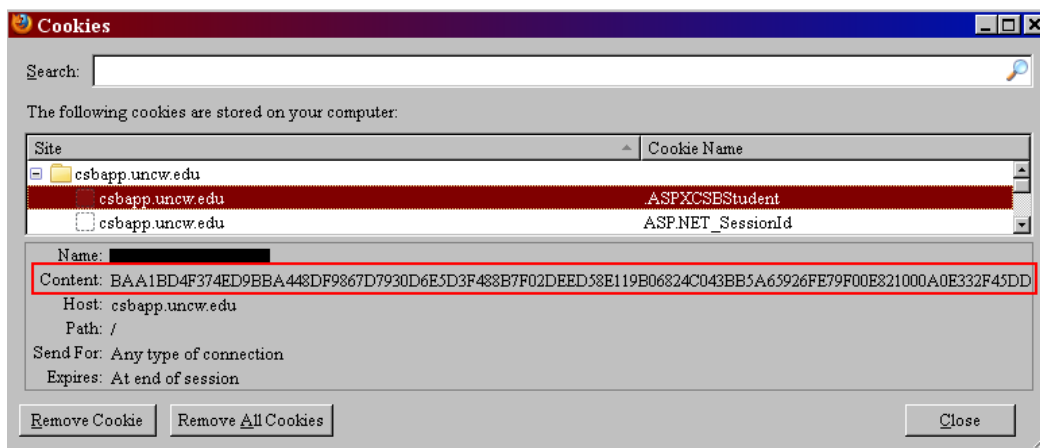 Cookies
Search:
The following cookies are stored on your computer:
Site Cookie Name
csbapp.uncw.edu
csbapp.uncw.edu .ASPXCSBStudent
csbapp.uncw.edu ASP.NET_SessionId
Name:
Content: BAA1BD4F374ED9BBA448DF9867D7930D6E5D3F488B7F02DEED58E119B06824C043BB5A65926FE79F00E821000A0E332F45DD
Host: csbapp.uncw.edu
Path: /
Send For: Any type of connection
Expires: At end of session
Remove Cookie Remove All Cookies Close